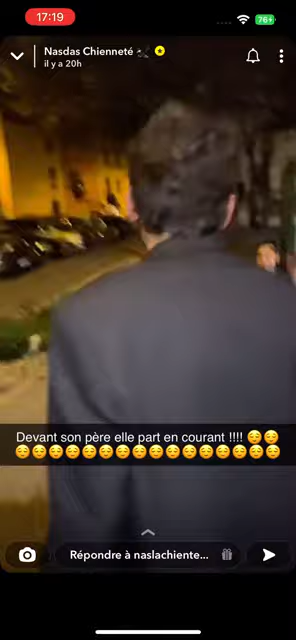 17:19
76
Nasdas Chienneté
il y a 20h
Devant son père elle part en courant !!!! 😌😌
😌😌😌😌😌😌😌😌😌😌😌😌😌😌😌😌
Répondre à naslachiente...